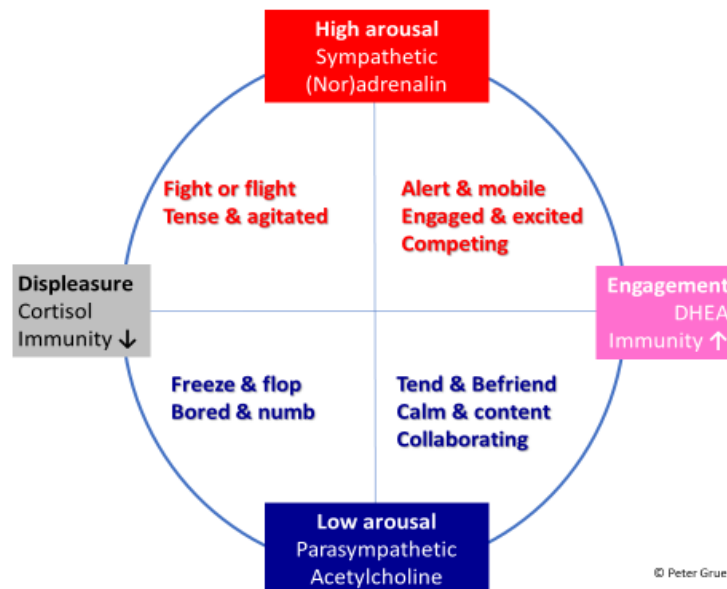 High arousal
Sympathetic
(Nor)adrenalin
Fight or flight
Tense & agitated
Alert & mobile
Engaged & excited
Competing
Displeasure
Cortisol
Immunity ↓
Engagement
DHEA
Immunity ↑
Freeze & flop
Bored & numb
Tend & Befriend
Calm & content
Collaborating
Low arousal
Parasympathetic
Acetylcholine
© Peter Grue